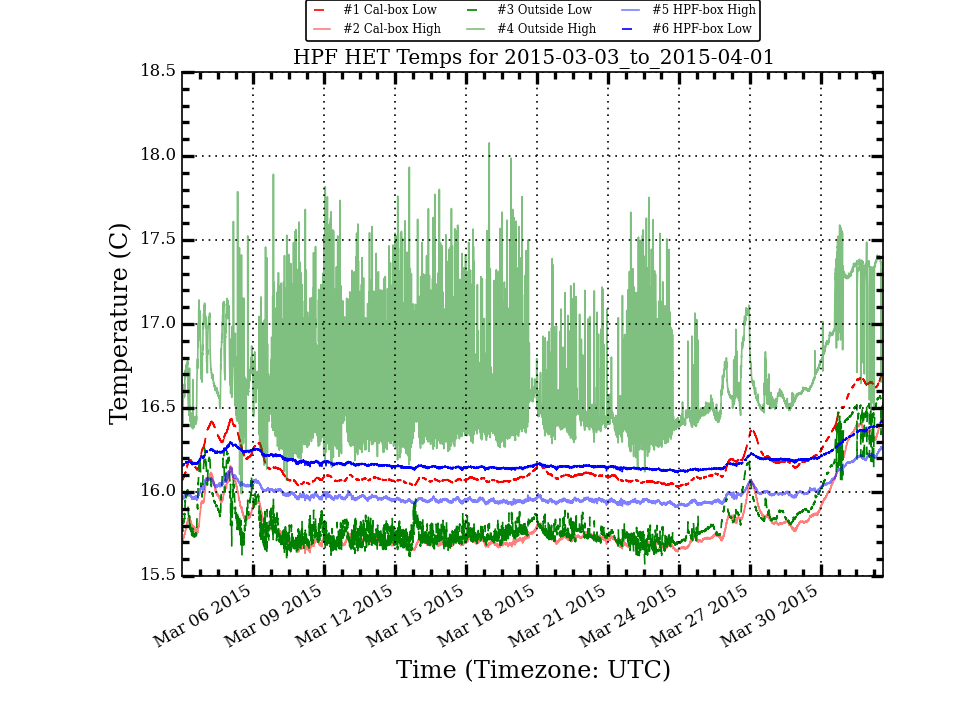 #1 Cal-box Low #3 Outside Low #5 HPF-box High
#2 Cal-box High #4 Outside High #6 HPF-box Low
HPF HET Temps for 2015-03-03_to_2015-04-01
18.5
18.0
17.5
17.0
16.5
16.0
15.5
Temperature (C)
Mar 06 2015 Mar 09 2015 Mar 12 2015 Mar 15 2015 Mar 18 2015 Mar 21 2015 Mar 24 2015 Mar 27 2015 Mar 30 2015
Time (Timezone: UTC)